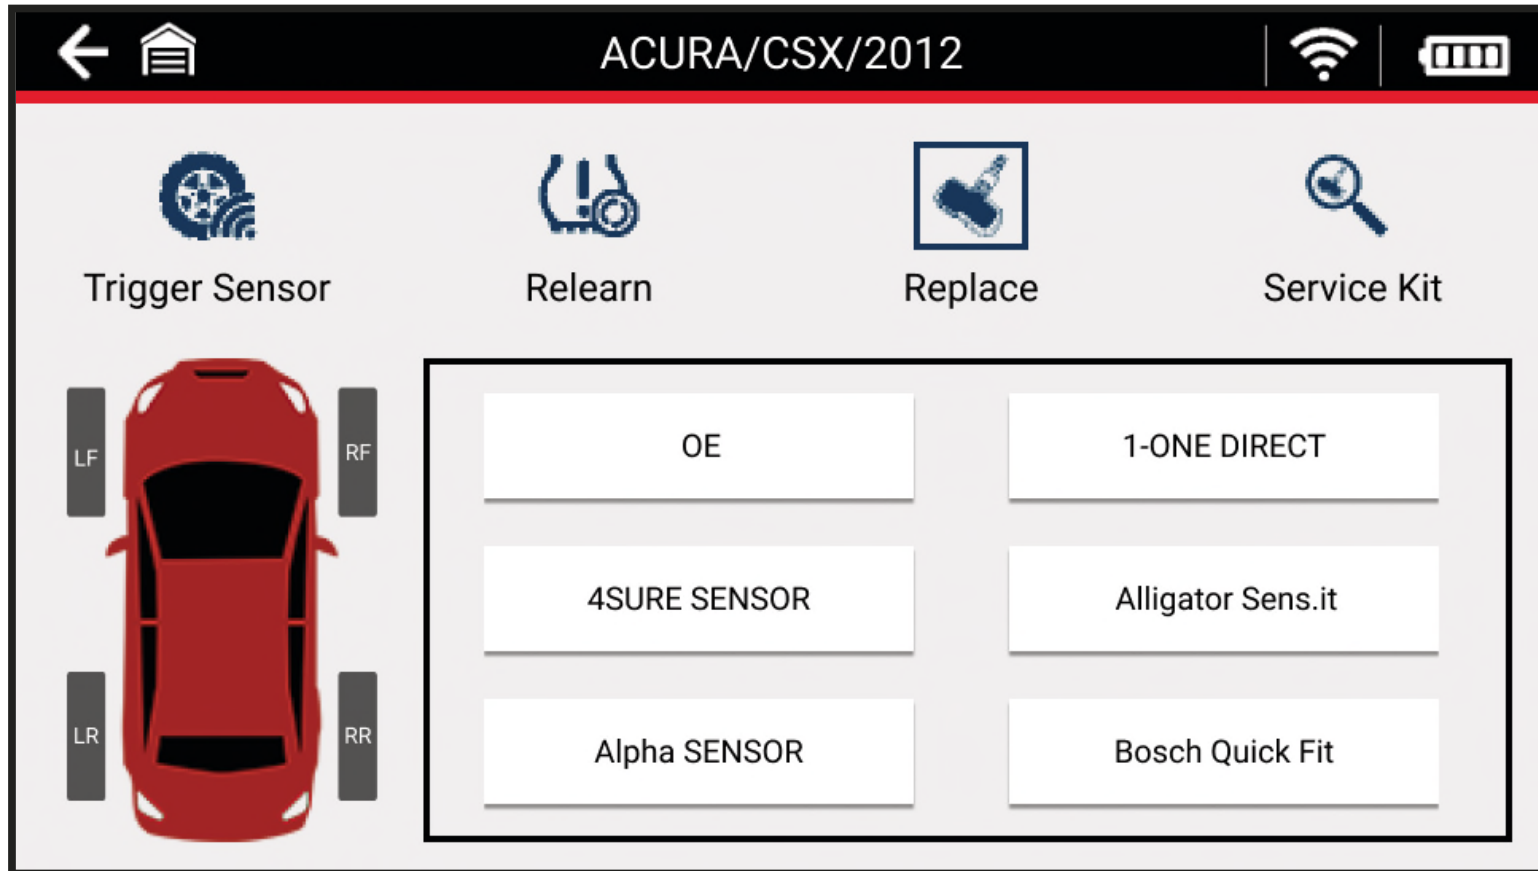 ACURA/CSX/2012
Trigger Sensor
Relearn
Replace
Service Kit
LF
RF
LR
RR
OE
1-ONE DIRECT
4SURE SENSOR
Alligator Sens.it
Alpha SENSOR
Bosch Quick Fit